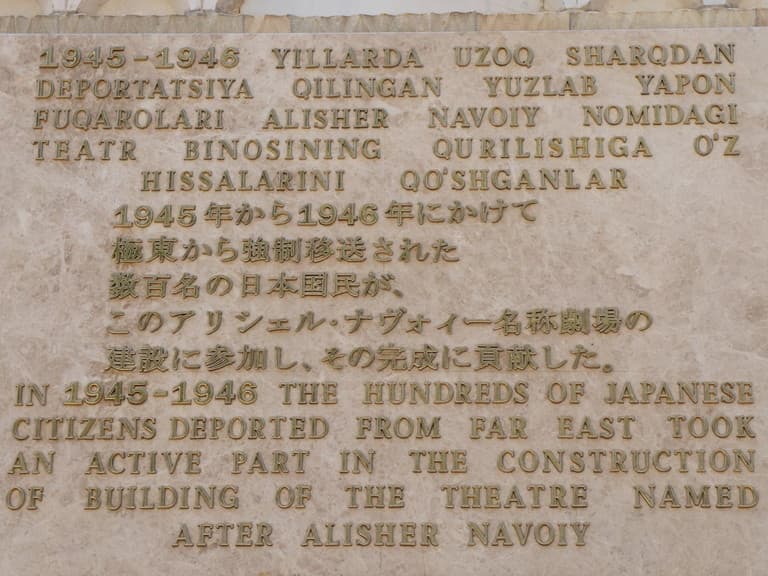 1945-1946 YILLARDA UZOQ SHARQDAN
DEPORTATSIYA QILINGAN YUZLAB YAPON
FUQAROLARI ALISHER NAVOIY NOMIDAGI
TEATR BINOSINING QURILISHIGA O‘Z
HISSALARINI QO‘SHGANLAR
1945年から1946年にかけて
極東から強制移送された
数百名の日本国民が、
このアリシェル・ナヴォィー名称劇場の
建設に参加し、その完成に貢献した。
IN 1945-1946 THE HUNDREDS OF JAPANESE
CITIZENS DEPORTED FROM FAR EAST TOOK
AN ACTIVE PART IN THE CONSTRUCTION
OF BUILDING OF THE THEATRE NAMED
AFTER ALISHER NAVOIY